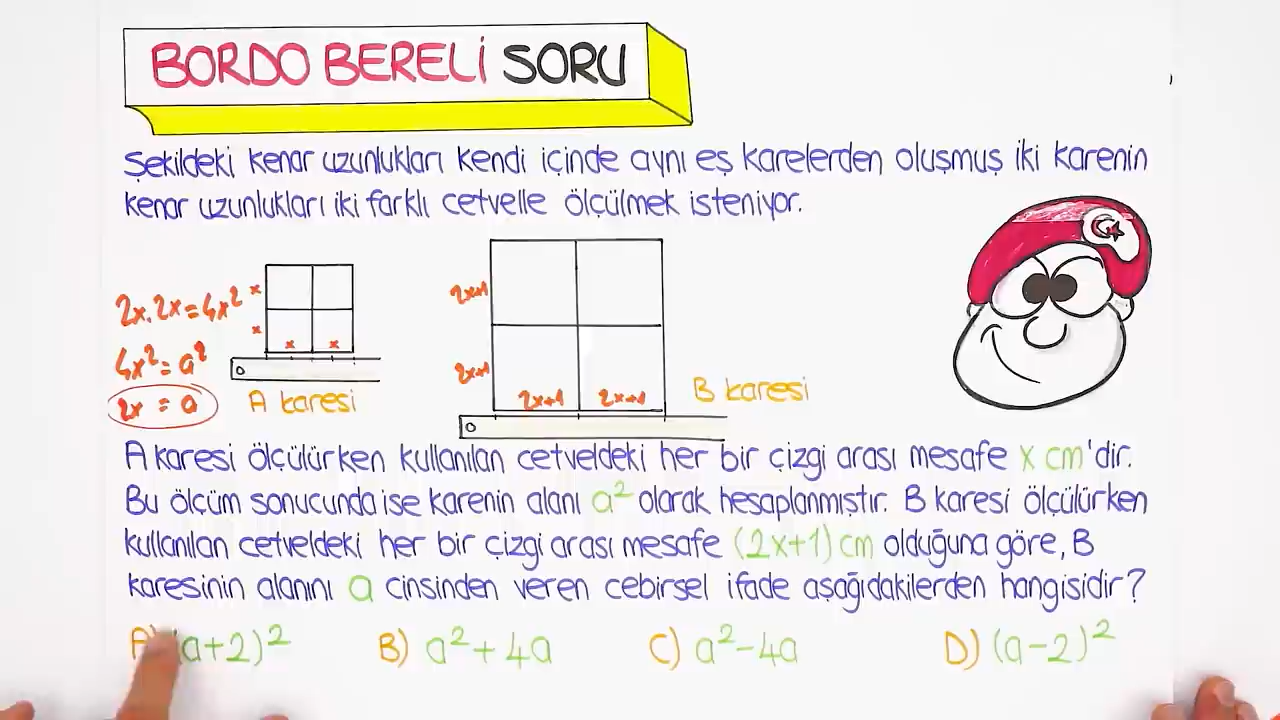 BORDO BERELİ SORU
Şekildeki kenar uzunlukları kendi içinde aynı eş karelerden oluşmuş iki karenin
kenar uzunlukları iki farklı cetvelle ölçülmek isteniyor.
2x.2x=4x²
4x²=a²
2x=a
x
x
x x
0
A karesi
2x+1
2x+1
2x+1 2x+1
0
B karesi
A karesi ölçülürken kullanılan cetveldeki her bir çizgi arası mesafe x cm'dir.
Bu ölçüm sonucunda ise karenin alanı a² olarak hesaplanmıştır. B karesi ölçülürken
kullanılan cetveldeki her bir çizgi arası mesafe (2x+1) cm olduğuna göre, B
karesinin alanını a cinsinden veren cebirsel ifade aşağıdakilerden hangisidir?
A) (a+2)² B) a²+4a C) a²-4a D) (a-2)²